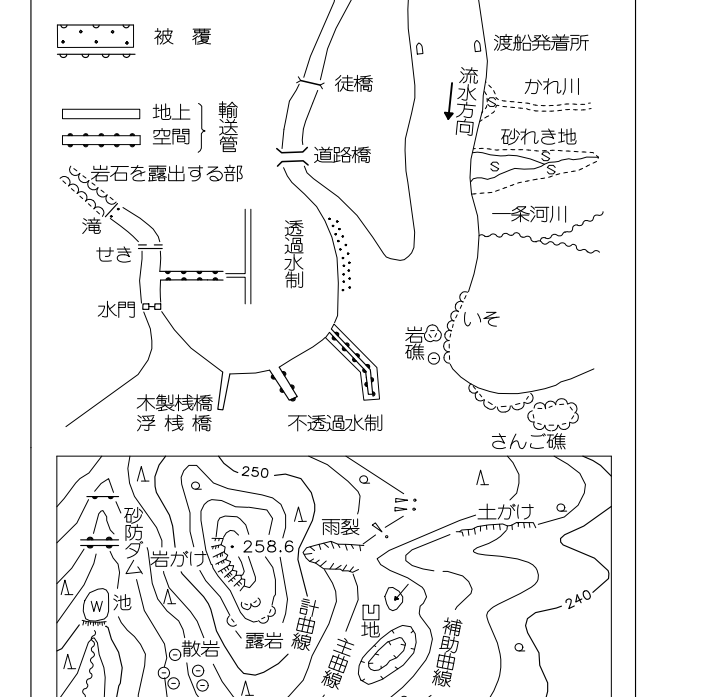 被 覆
渡船発着所
徒橋
流水方向
かれ川
地上
空間
輸送管
砂れき地
道路橋
岩石を露出する部
滝
一条河川
透過水制
せき
水門
いそ
岩礁
木製桟橋
浮桟橋
不透過水制
さんご礁
250
砂防ダム
土がけ
雨裂
岩がけ
258.6
池
W
凹地
240
計曲線
補助曲線
露岩
主曲線
散岩